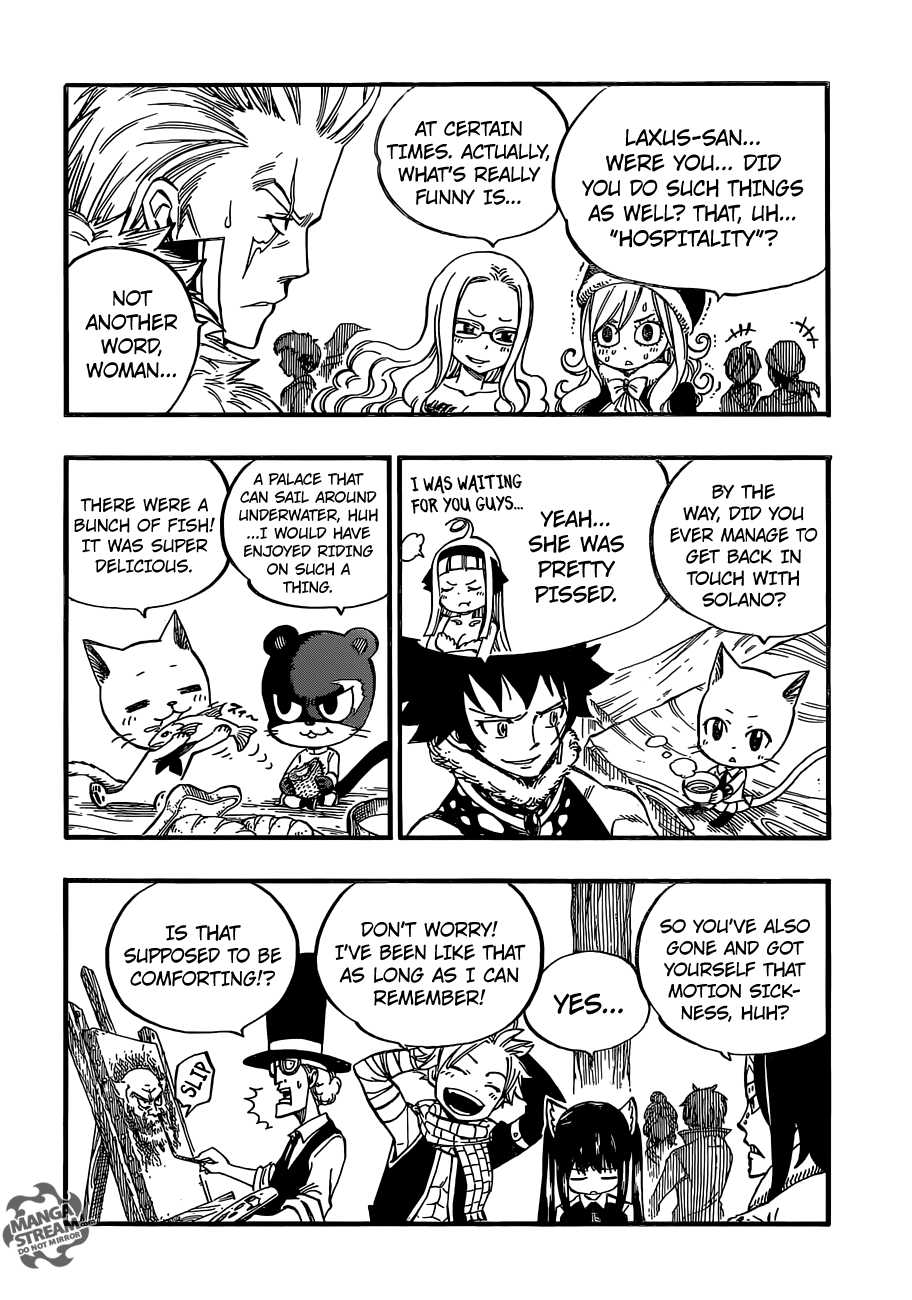 LAXUS-SAN...
WERE YOU... DID
YOU DO SUCH THINGS
AS WELL? THAT, UH...
"HOSPITALITY"?
AT CERTAIN
TIMES. ACTUALLY,
WHAT'S REALLY
FUNNY IS...
NOT
ANOTHER
WORD,
WOMAN...
BY THE
WAY, DID YOU
EVER MANAGE TO
GET BACK IN
TOUCH WITH
SOLANO?
YEAH...
SHE WAS
PRETTY
PISSED.
I WAS WAITING
FOR YOU GUYS...
A PALACE THAT
CAN SAIL AROUND
UNDERWATER, HUH
...I WOULD HAVE
ENJOYED RIDING
ON SUCH A
THING.
THERE WERE A
BUNCH OF FISH!
IT WAS SUPER
DELICIOUS.
SO YOU'VE ALSO
GONE AND GOT
YOURSELF THAT
MOTION SICK-
NESS, HUH?
YES...
DON'T WORRY!
I'VE BEEN LIKE THAT
AS LONG AS I CAN
REMEMBER!
IS THAT
SUPPOSED TO BE
COMFORTING!?
SLIP
MANGA
STREAM
DO NOT MIRROR